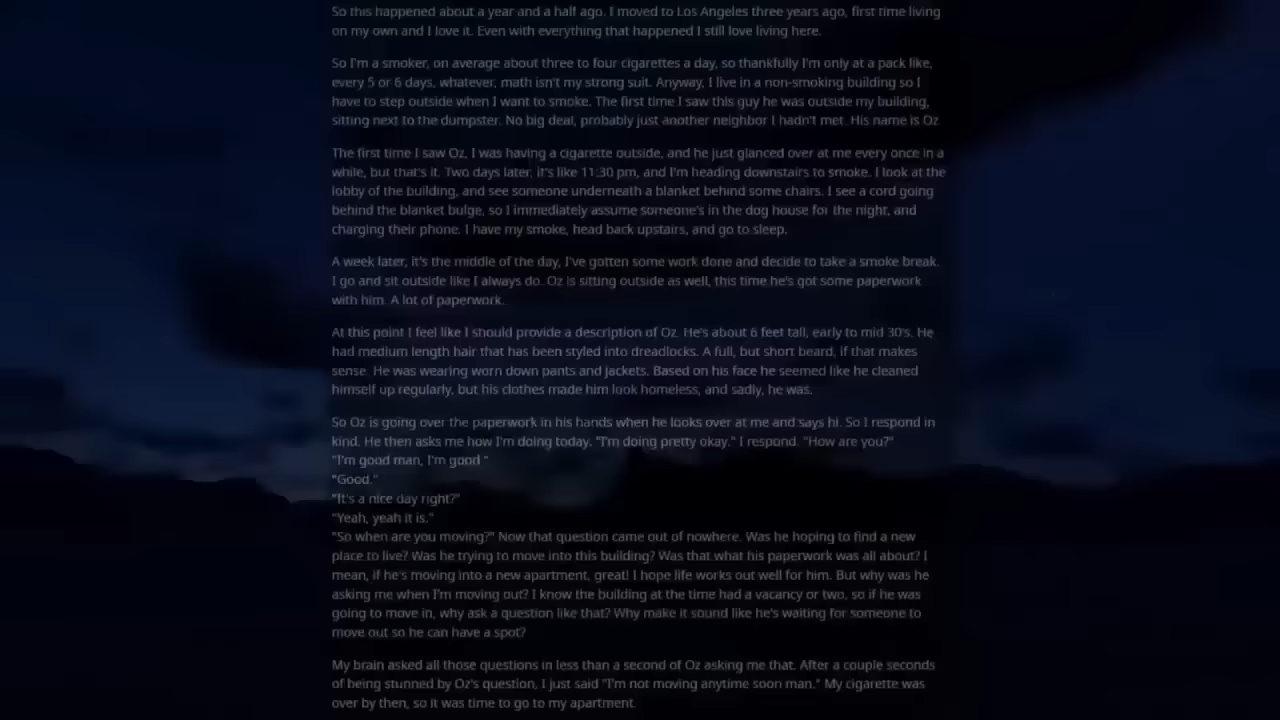 So this happened about a year and a half ago. I moved to Los Angeles three years ago, first time living
on my own and I love it. Even with everything that happened I still love living here.
So I'm a smoker, on average about three to four cigarettes a day, so thankfully I'm only at a pack like,
every 5 or 6 days, whatever, math isn't my strong suit. Anyway, I live in a non-smoking building so I
have to step outside when I want to smoke. The first time I saw this guy he was outside my building,
sitting next to the dumpster. No big deal, probably just another neighbor I hadn't met. His name is Oz.
The first time I saw Oz, I was having a cigarette outside, and he just glanced over at me every once in a
while, but that's it. Two days later, it's like 11:30 pm, and I'm heading downstairs to smoke. I look at the
lobby of the building, and see someone underneath a blanket behind some chairs. I see a cord going
behind the blanket bulge, so I immediately assume someone's in the dog house for the night, and
charging their phone. I have my smoke, head back upstairs, and go to sleep.
A week later, it's the middle of the day, I've gotten some work done and decide to take a smoke break.
I go and sit outside like I always do. Oz is sitting outside as well, this time he's got some paperwork
with him. A lot of paperwork.
At this point I feel like I should provide a description of Oz. He's about 6 feet tall, early to mid 30's. He
had medium length hair that has been styled into dreadlocks. A full, but short beard, if that makes
sense. He was wearing worn down pants and jackets. Based on his face he seemed like he cleaned
himself up regularly, but his clothes made him look homeless, and sadly, he was.
So Oz is going over the paperwork in his hands when he looks over at me and says hi. So I respond in
kind. He then asks me how I'm doing today. "I'm doing pretty okay." I respond. "How are you?"
"I'm good man, I'm good "
"Good."
"It's a nice day right?"
"Yeah, yeah it is."
"So when are you moving?" Now that question came out of nowhere. Was he hoping to find a new
place to live? Was he trying to move into this building? Was that what his paperwork was all about? I
mean, if he's moving into a new apartment, great! I hope life works out well for him. But why was he
asking me when I'm moving out? I know the building at the time had a vacancy or two, so if he was
going to move in, why ask a question like that? Why make it sound like he's waiting for someone to
move out so he can have a spot?
My brain asked all those questions in less than a second of Oz asking me that. After a couple seconds
of being stunned by Oz's question, I just said "I'm not moving anytime soon man." My cigarette was
over by then, so it was time to go to my apartment.